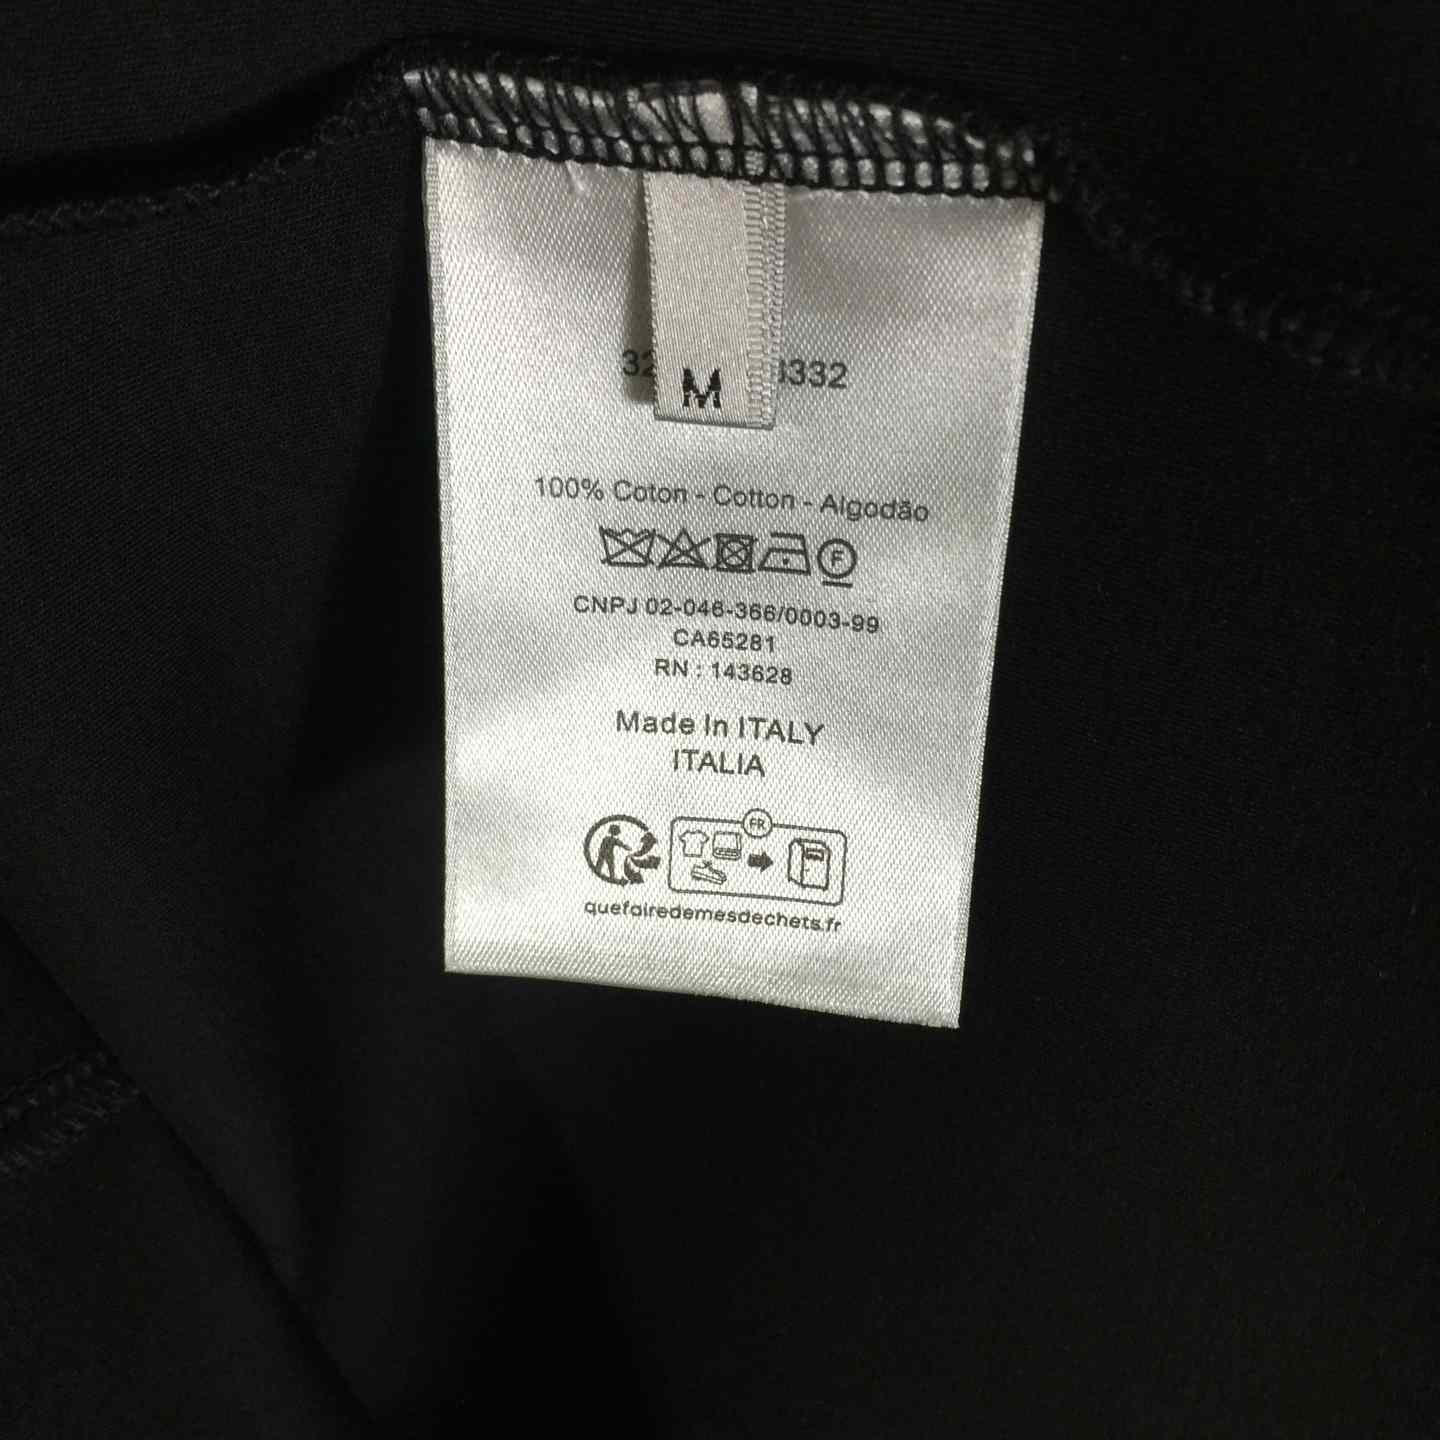 M
100% Coton - Cotton - Algodão
F
CNPJ 02-046-366/0003-99
CA65281
RN : 143628
Made In ITALY
ITALIA
FR
quefairedemesdechets.fr